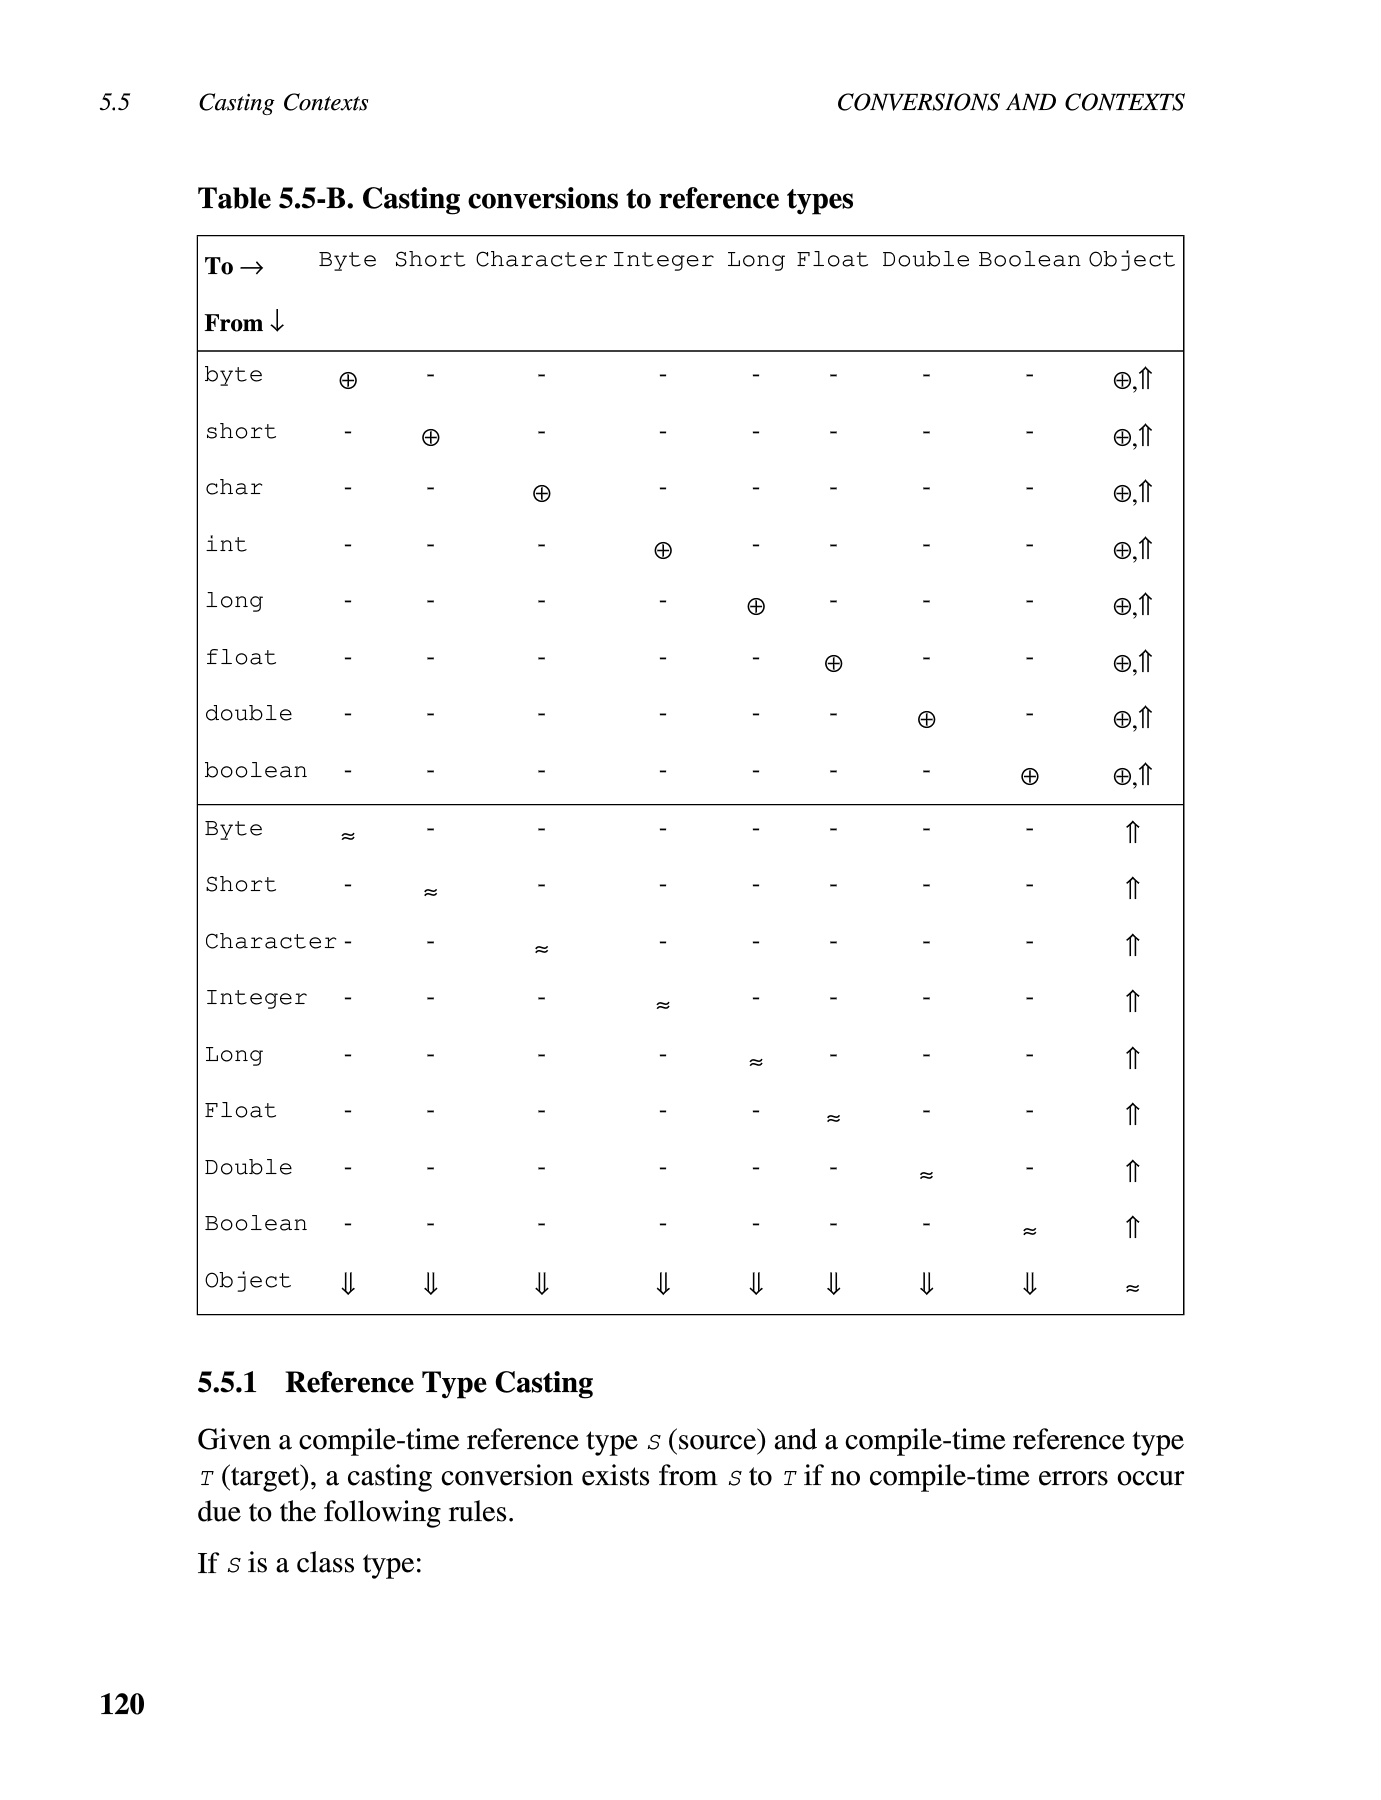 5.5 Casting Contexts CONVERSIONS AND CONTEXTS
Table 5.5-B. Casting conversions to reference types
To → Byte Short Character Integer Long Float Double Boolean Object
From ↓
byte ⊕ - - - - - - - ⊕,⇑
short - ⊕ - - - - - - ⊕,⇑
char - - ⊕ - - - - - ⊕,⇑
int - - - ⊕ - - - - ⊕,⇑
long - - - - ⊕ - - - ⊕,⇑
float - - - - - ⊕ - - ⊕,⇑
double - - - - - - ⊕ - ⊕,⇑
boolean - - - - - - - ⊕ ⊕,⇑
Byte ≈ - - - - - - - ⇑
Short - ≈ - - - - - - ⇑
Character - - ≈ - - - - - ⇑
Integer - - - ≈ - - - - ⇑
Long - - - - ≈ - - - ⇑
Float - - - - - ≈ - - ⇑
Double - - - - - - ≈ - ⇑
Boolean - - - - - - - ≈ ⇑
Object ⇓ ⇓ ⇓ ⇓ ⇓ ⇓ ⇓ ⇓ ≈
5.5.1 Reference Type Casting
Given a compile-time reference type S (source) and a compile-time reference type
T (target), a casting conversion exists from S to T if no compile-time errors occur
due to the following rules.
If S is a class type:
120